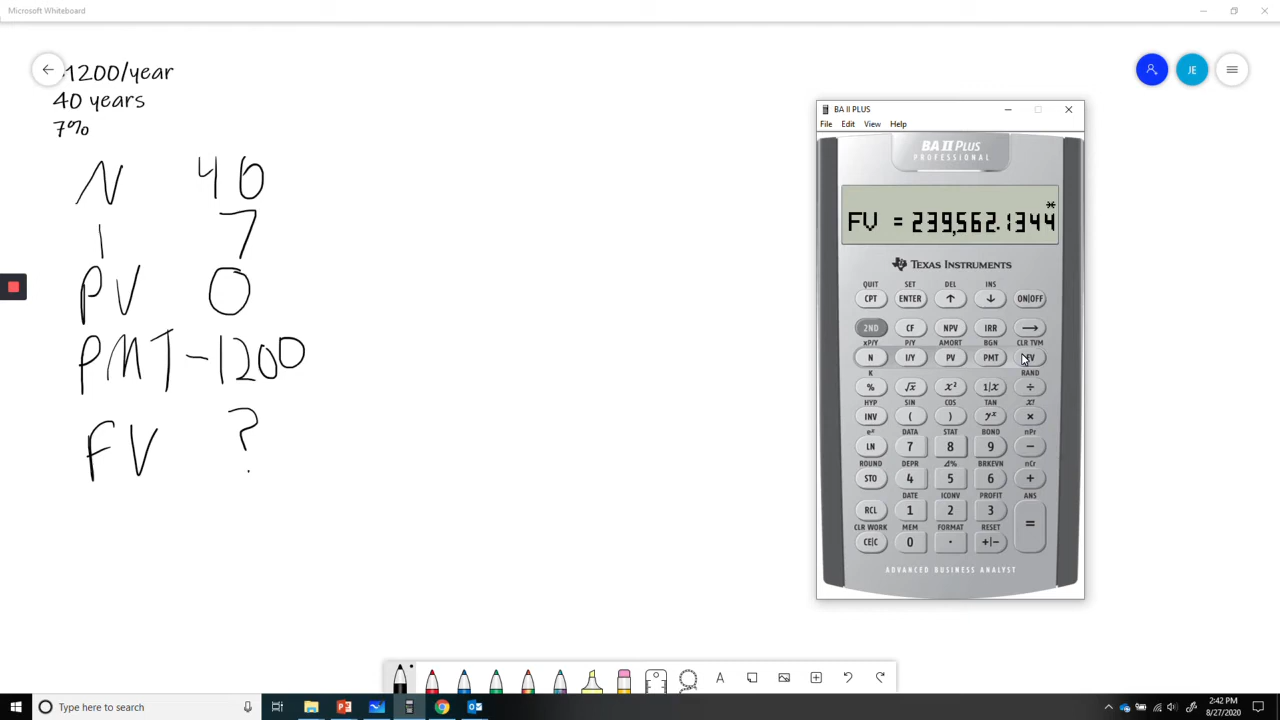 Microsoft Whiteboard
1200/year
40 years
7%
N 40
I 7
PV 0
PMT -1200
FV ?
JE
BA II PLUS
File Edit View Help
BA II PLUS
PROFESSIONAL
FV = 239,562.1344
*
TEXAS INSTRUMENTS
QUIT SET DEL INS
CPT ENTER ↑ ↓ ON|OFF
2ND CF NPV IRR →
xP/Y P/Y AMORT BGN CLR TVM
N I/Y PV PMT FV
K RAND
% √x x² 1/x ÷
HYP SIN COS TAN x!
INV ( ) yˣ ×
eˣ DATA STAT BOND nPr
LN 7 8 9 −
ROUND DEPR Δ% BRKEVN nCr
STO 4 5 6 +
DATE ICONV PROFIT ANS
RCL 1 2 3 =
CLR WORK MEM FORMAT RESET
CE|C 0 . +|−
ADVANCED BUSINESS ANALYST
A
Type here to search
2:42 PM
8/27/2020